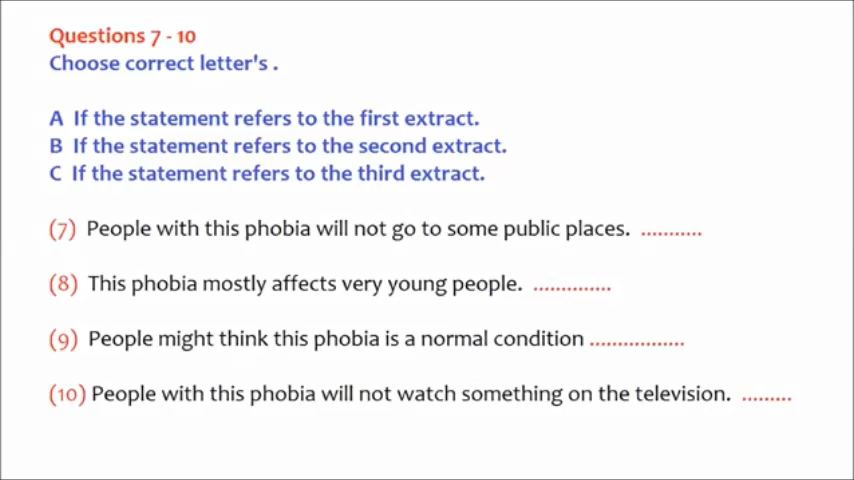 Questions 7 - 10
Choose correct letter's .
A If the statement refers to the first extract.
B If the statement refers to the second extract.
C If the statement refers to the third extract.
(7) People with this phobia will not go to some public places. ...........
(8) This phobia mostly affects very young people. ..............
(9) People might think this phobia is a normal condition .................
(10) People with this phobia will not watch something on the television. .........